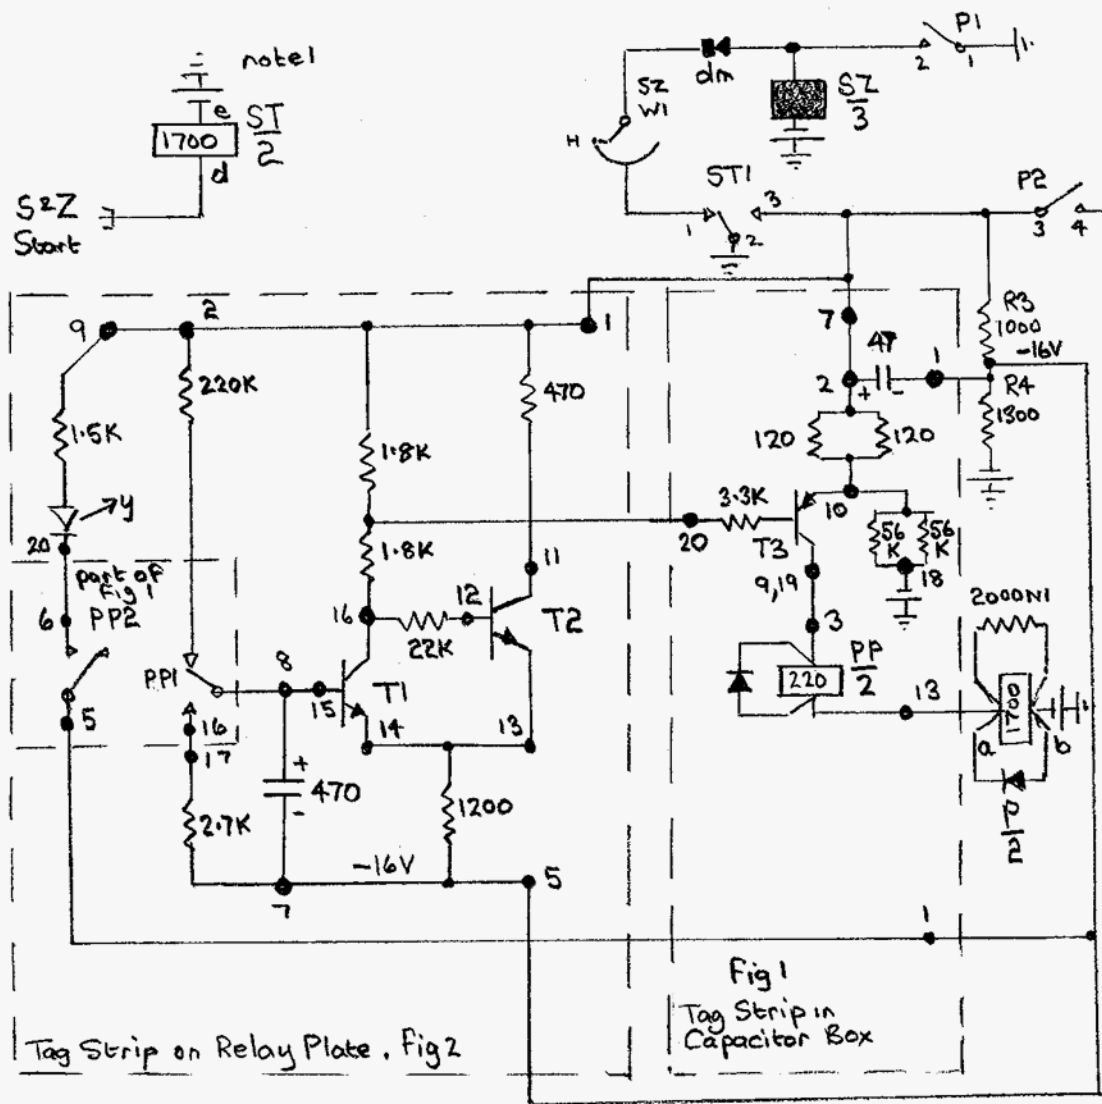 note1
e
ST
2
1700
d
S&Z
Start
P1
2
1
dm
SZ
3
SZ
W1
H
ST1
3
1
2
P2
3
4
9
2
1
220K
1.5K
y
20
470
1.8K
1.8K
11
part of
Fig 1
6
PP2
5
PP1
16
17
16
12
22K
T2
8
15
T1
14
13
+
470
-
1200
2.7K
-16V
7
5
7
47
1
2
+
-
R3
1000
-16V
R4
1300
120
120
3.3K
20
10
T3
56
K
56
K
9,19
18
3
PP
2
220
13
2000NI
1700
a
b
P
2
1
Fig 1
Tag Strip in
Capacitor Box
Tag Strip on Relay Plate. Fig 2